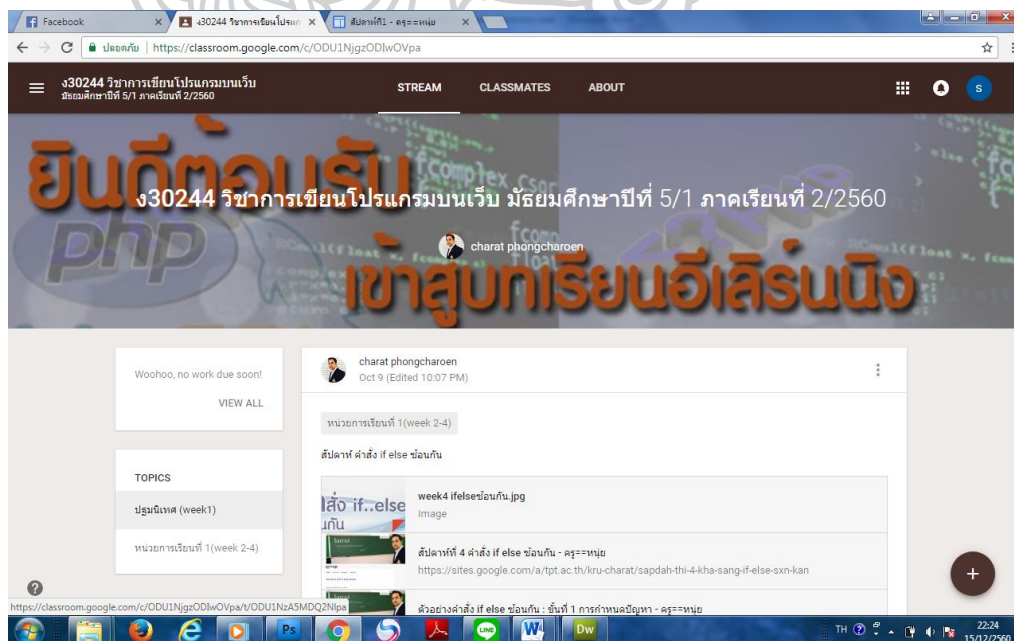 Facebook
ง30244 วิชาการเขียนโปรแก
สัปดาห์ที่1 - ครู==หนุ่ย
ปลอดภัย | https://classroom.google.com/c/ODU1NjgzODIwOVpa
ง30244 วิชาการเขียนโปรแกรมบนเว็บ
มัธยมศึกษาปีที่ 5/1 ภาคเรียนที่ 2/2560
STREAM CLASSMATES ABOUT
S
ยินดีต้อนรับ
ง30244 วิชาการเขียนโปรแกรมบนเว็บ มัธยมศึกษาปีที่ 5/1 ภาคเรียนที่ 2/2560
php
charat phongcharoen
เข้าสู่บทเรียนอีเลิร์นนิง
Woohoo, no work due soon!
VIEW ALL
TOPICS
ปฐมนิเทศ (week1)
หน่วยการเรียนที่ 1(week 2-4)
charat phongcharoen
Oct 9 (Edited 10:07 PM)
หน่วยการเรียนที่ 1(week 2-4)
สัปดาห์ คำสั่ง if else ซ้อนกัน
week4 ifelseซ้อนกัน.jpg
Image
สัปดาห์ที่ 4 คำสั่ง if else ซ้อนกัน - ครู==หนุ่ย
https://sites.google.com/a/tpt.ac.th/kru-charat/sapdah-thi-4-kha-sang-if-else-sxn-kan
ตัวอย่างคำสั่ง if else ซ้อนกัน : ขั้นที่ 1 การกำหนดปัญหา - ครู==หนุ่ย
https://classroom.google.com/c/ODU1NjgzODIwOVpa/t/ODU1NzA5MDQ2Nlpa
TH
22:24
15/12/2560